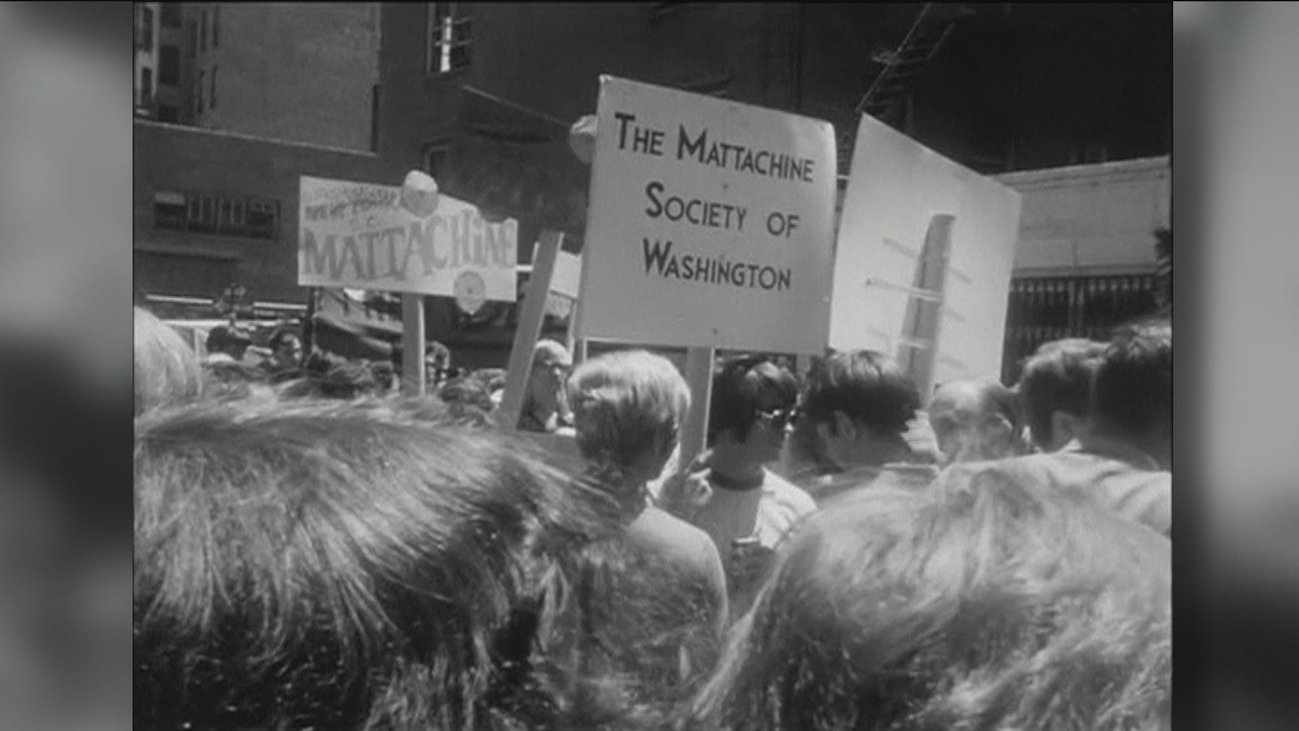 MATTACHINE
THE MATTACHINE
SOCIETY OF
WASHINGTON